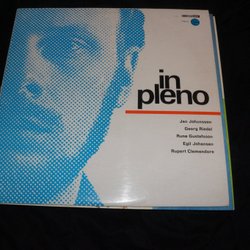 in
pleno
Jan Johansson
Georg Riedel
Rune Gustafsson
Egil Johansen
Rupert Clemendore